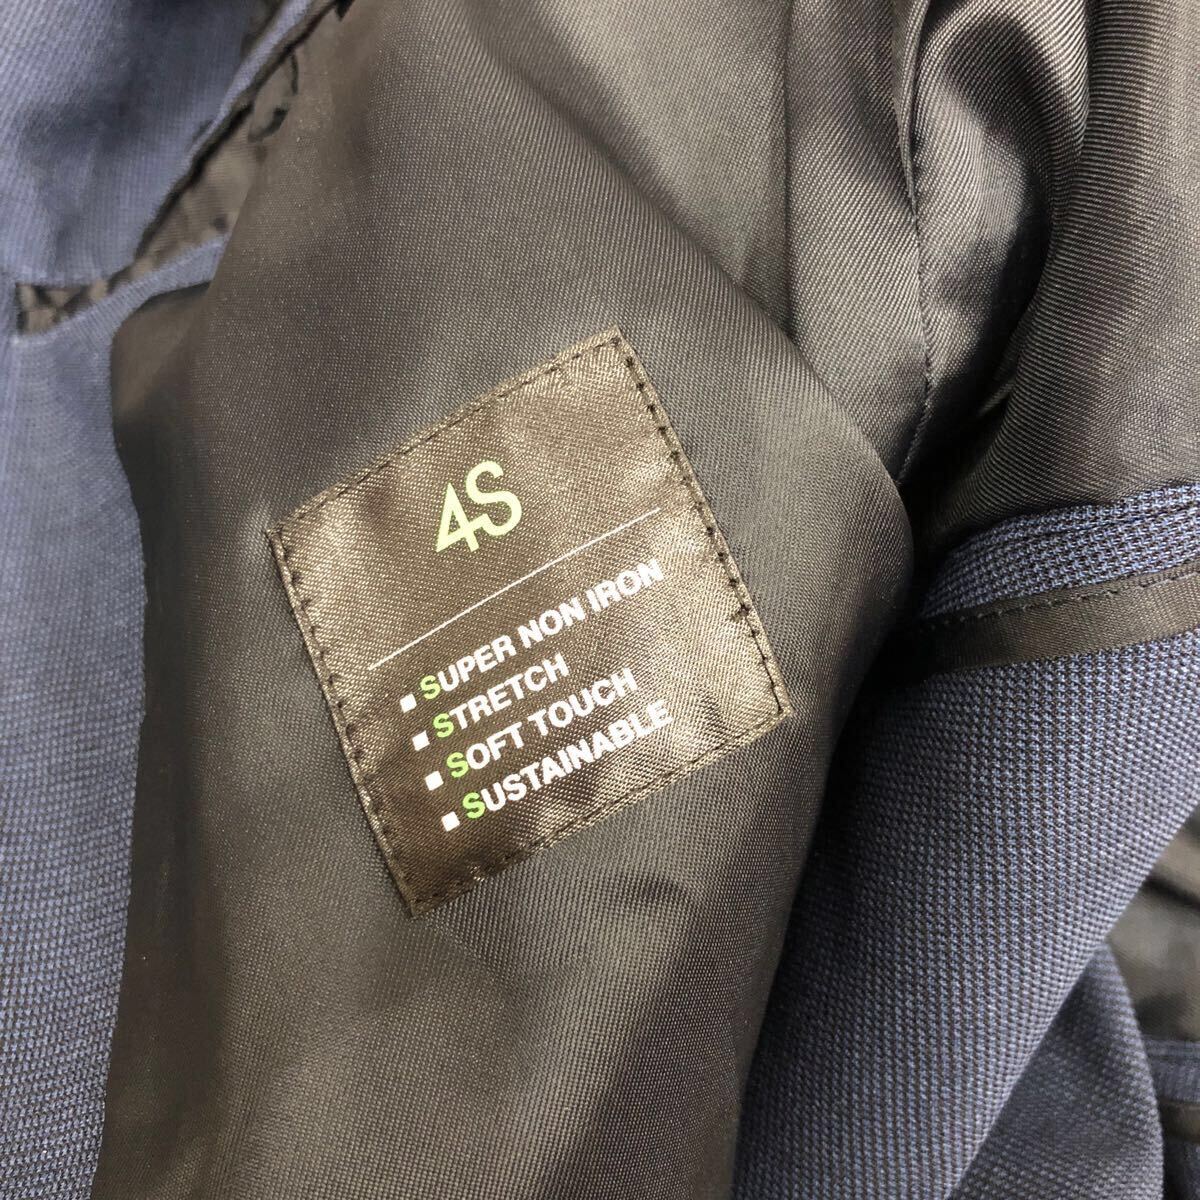 4S
SUPER NON IRON
STRETCH
SOFT TOUCH
SUSTAINABLE